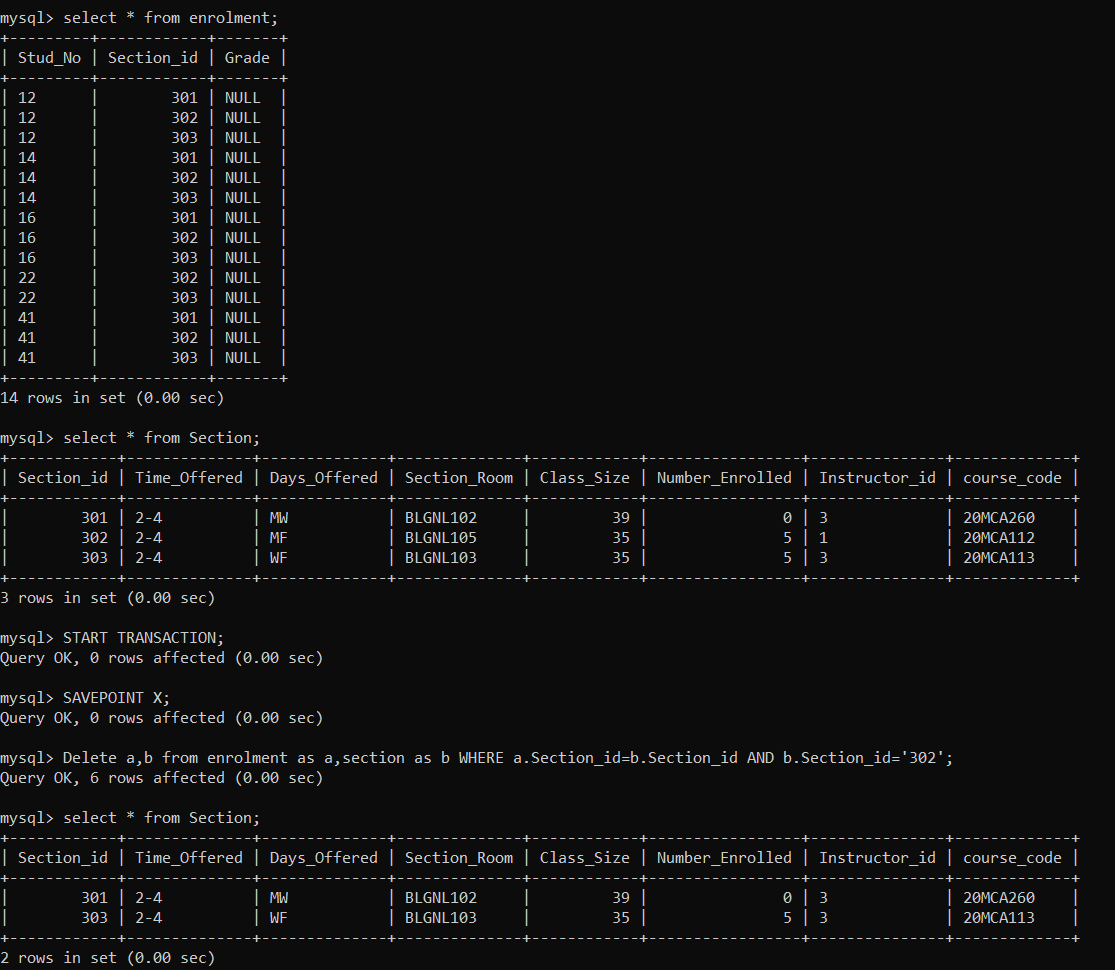 mysql> select * from enrolment;
+---------+------------+-------+
| Stud_No | Section_id | Grade |
+---------+------------+-------+
| 12      |        301 | NULL  |
| 12      |        302 | NULL  |
| 12      |        303 | NULL  |
| 14      |        301 | NULL  |
| 14      |        302 | NULL  |
| 14      |        303 | NULL  |
| 16      |        301 | NULL  |
| 16      |        302 | NULL  |
| 16      |        303 | NULL  |
| 22      |        302 | NULL  |
| 22      |        303 | NULL  |
| 41      |        301 | NULL  |
| 41      |        302 | NULL  |
| 41      |        303 | NULL  |
+---------+------------+-------+
14 rows in set (0.00 sec)

mysql> select * from Section;
+------------+--------------+--------------+--------------+------------+-----------------+---------------+-------------+
| Section_id | Time_Offered | Days_Offered | Section_Room | Class_Size | Number_Enrolled | Instructor_id | course_code |
+------------+--------------+--------------+--------------+------------+-----------------+---------------+-------------+
|        301 | 2-4          | MW           | BLGNL102     |         39 |               0 | 3             | 20MCA260    |
|        302 | 2-4          | MF           | BLGNL105     |         35 |               5 | 1             | 20MCA112    |
|        303 | 2-4          | WF           | BLGNL103     |         35 |               5 | 3             | 20MCA113    |
+------------+--------------+--------------+--------------+------------+-----------------+---------------+-------------+
3 rows in set (0.00 sec)

mysql> START TRANSACTION;
Query OK, 0 rows affected (0.00 sec)

mysql> SAVEPOINT X;
Query OK, 0 rows affected (0.00 sec)

mysql> Delete a,b from enrolment as a,section as b WHERE a.Section_id=b.Section_id AND b.Section_id='302';
Query OK, 6 rows affected (0.00 sec)

mysql> select * from Section;
+------------+--------------+--------------+--------------+------------+-----------------+---------------+-------------+
| Section_id | Time_Offered | Days_Offered | Section_Room | Class_Size | Number_Enrolled | Instructor_id | course_code |
+------------+--------------+--------------+--------------+------------+-----------------+---------------+-------------+
|        301 | 2-4          | MW           | BLGNL102     |         39 |               0 | 3             | 20MCA260    |
|        303 | 2-4          | WF           | BLGNL103     |         35 |               5 | 3             | 20MCA113    |
+------------+--------------+--------------+--------------+------------+-----------------+---------------+-------------+
2 rows in set (0.00 sec)